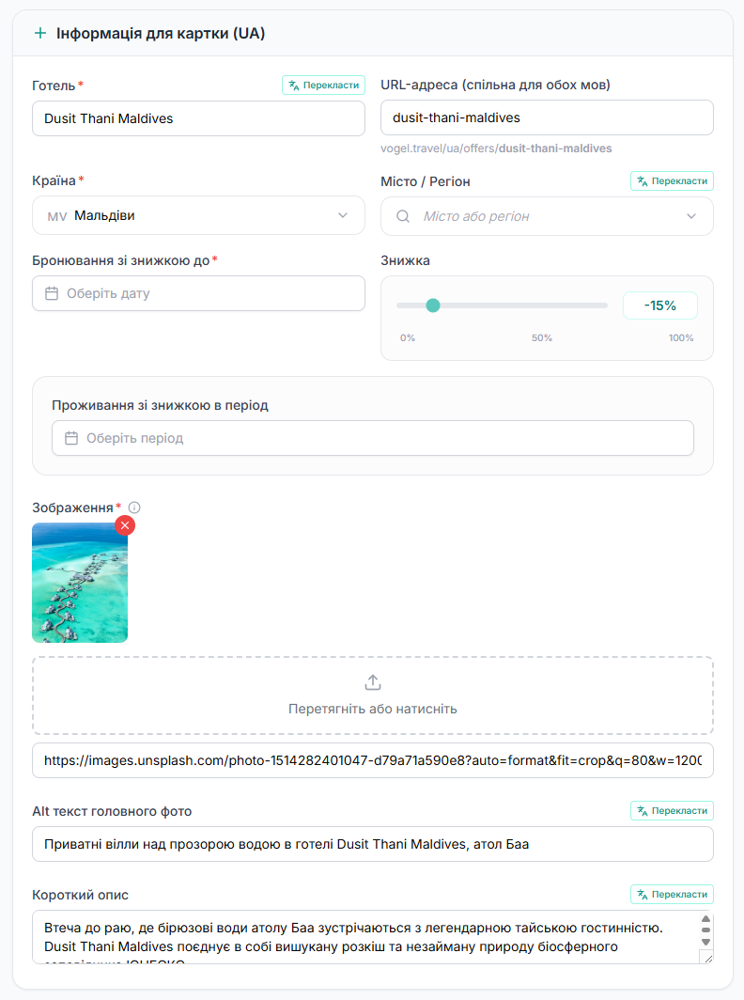 Інформація для картки (UA)
Готель*
Перекласти
URL-адреса (спільна для обох мов)
Dusit Thani Maldives
dusit-thani-maldives
vogel.travel/ua/offers/dusit-thani-maldives
Країна*
Місто / Регіон
Перекласти
MV Мальдіви
Місто або регіон
Бронювання зі знижкою до*
Знижка
Оберіть дату
-15%
0%
50%
100%
Проживання зі знижкою в період
Оберіть період
Зображення*
Перетягніть або натисніть
https://images.unsplash.com/photo-1514282401047-d79a71a590e8?auto=format&fit=crop&q=80&w=1200
Alt текст головного фото
Перекласти
Приватні вілли над прозорою водою в готелі Dusit Thani Maldives, атол Баа
Короткий опис
Перекласти
Втеча до раю, де бірюзові води атолу Баа зустрічаються з легендарною тайською гостинністю.
Dusit Thani Maldives поєднує в собі вишукану розкіш та незайману природу біосферного
заповідника ЮНЕСКО